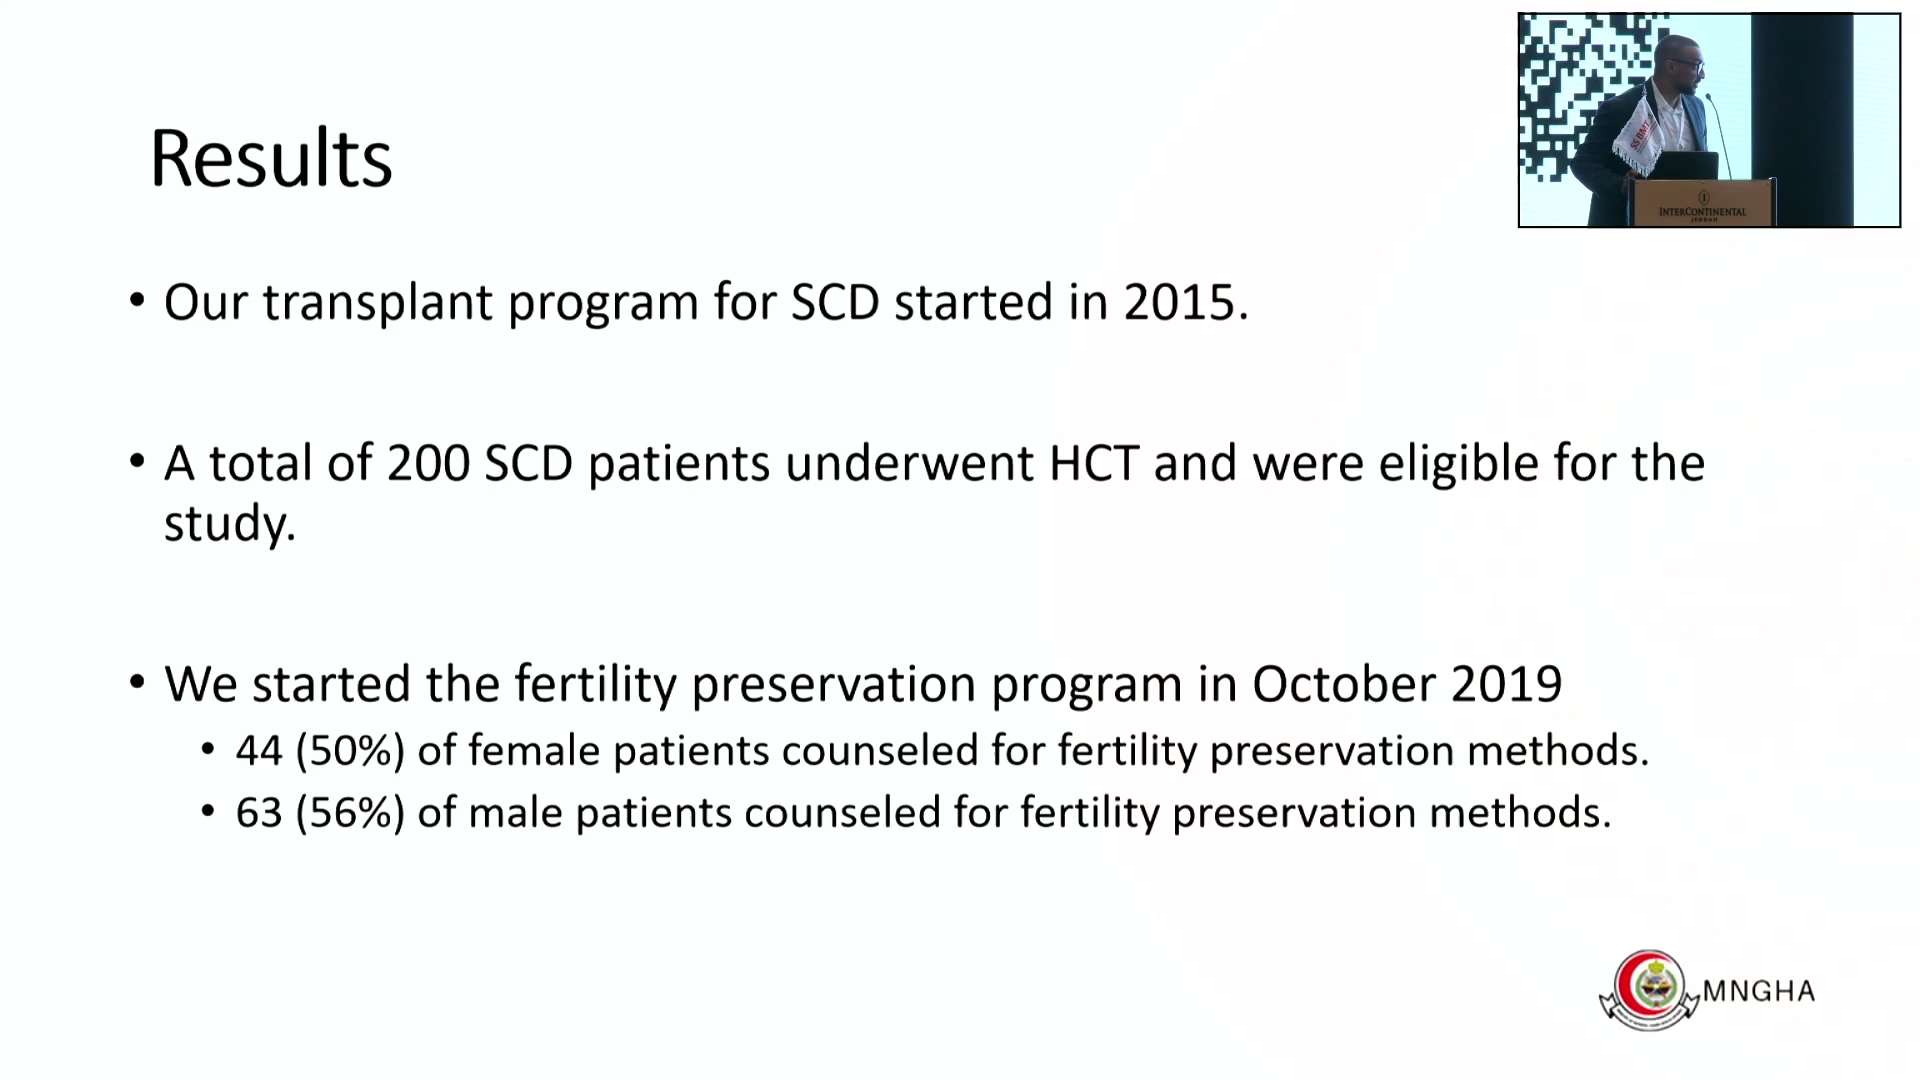 SSBMT
INTERCONTINENTAL
JORDAN
Results
• Our transplant program for SCD started in 2015.
• A total of 200 SCD patients underwent HCT and were eligible for the
study.
• We started the fertility preservation program in October 2019
• 44 (50%) of female patients counseled for fertility preservation methods.
• 63 (56%) of male patients counseled for fertility preservation methods.
MNGHA